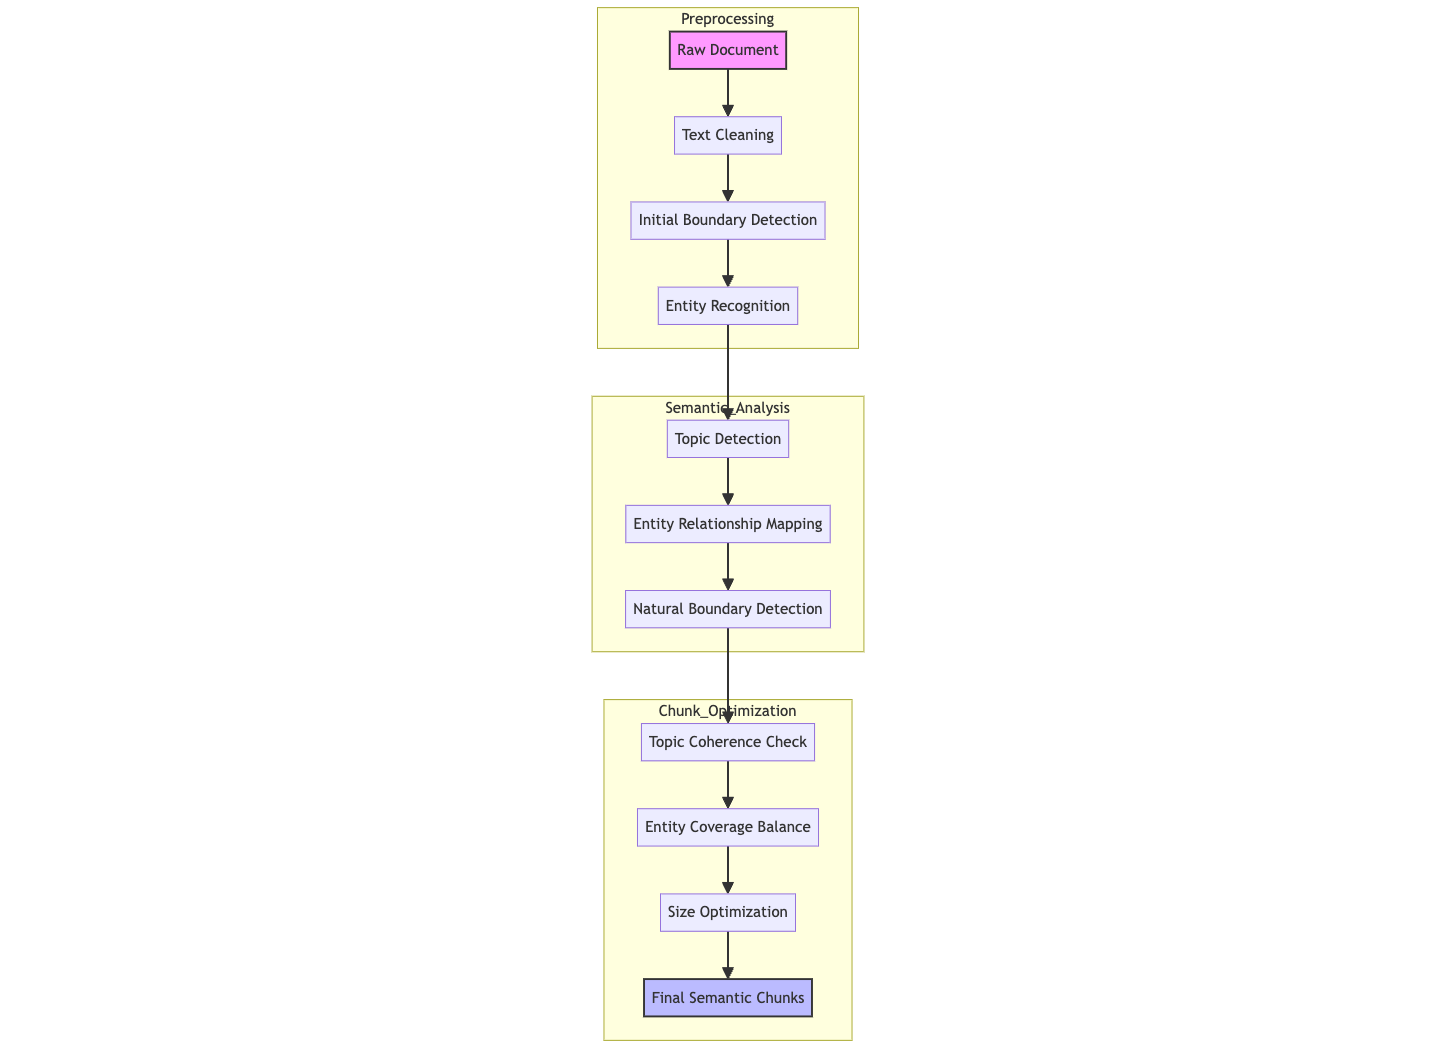 Preprocessing
Raw Document
Text Cleaning
Initial Boundary Detection
Entity Recognition
Semantic_Analysis
Topic Detection
Entity Relationship Mapping
Natural Boundary Detection
Chunk_Optimization
Topic Coherence Check
Entity Coverage Balance
Size Optimization
Final Semantic Chunks